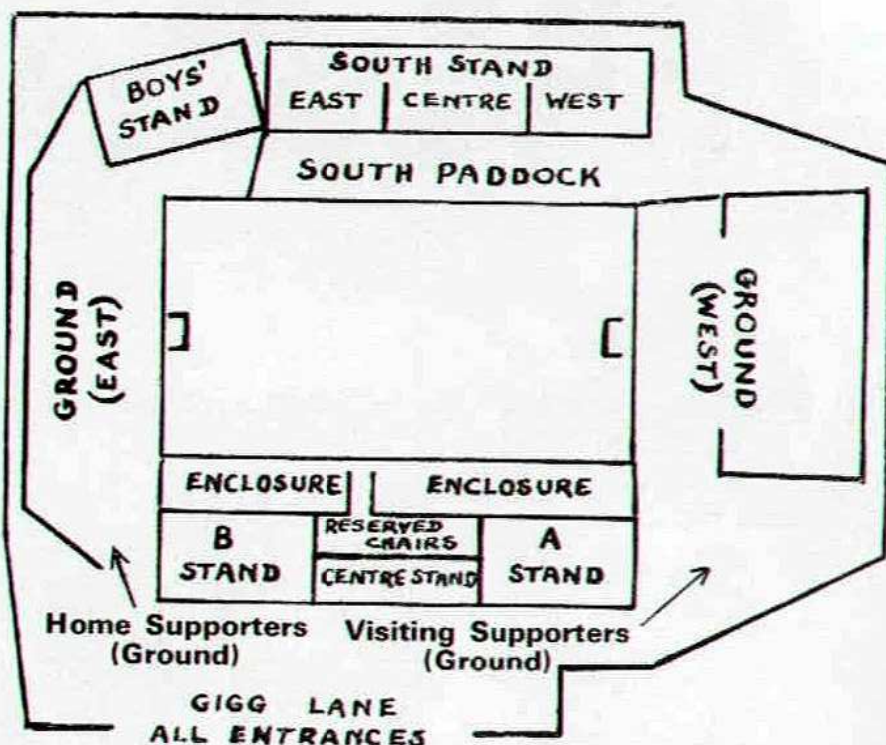 BOYS'
STAND
SOUTH STAND
EAST
CENTRE
WEST
SOUTH PADDOCK
GROUND
(EAST)
GROUND
(WEST)
ENCLOSURE
ENCLOSURE
B
STAND
RESERVED
CHAIRS
CENTRE STAND
A
STAND
Home Supporters
(Ground)
Visiting Supporters
(Ground)
GIGG LANE
ALL ENTRANCES